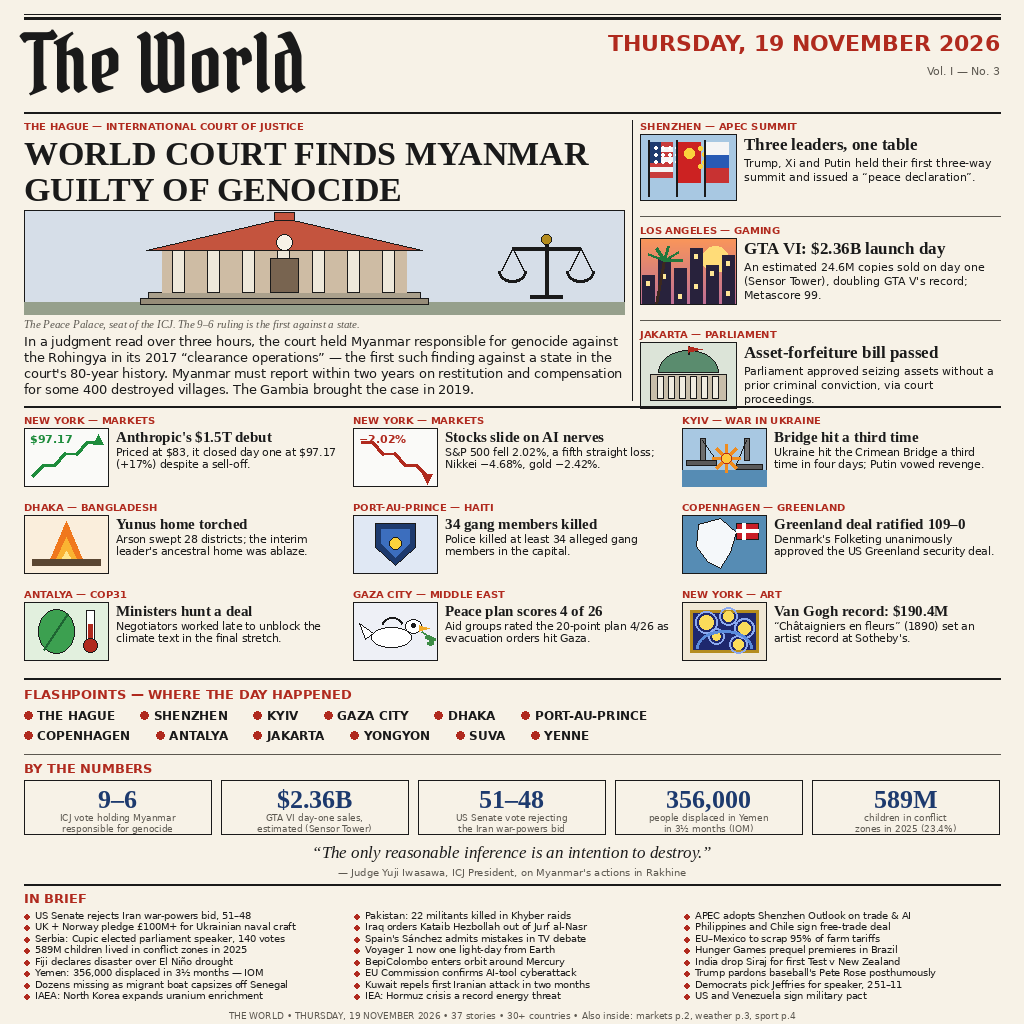 The World
THURSDAY, 19 NOVEMBER 2026
Vol. I — No. 3
THE HAGUE — INTERNATIONAL COURT OF JUSTICE
WORLD COURT FINDS MYANMAR
GUILTY OF GENOCIDE
The Peace Palace, seat of the ICJ. The 9–6 ruling is the first against a state.
In a judgment read over three hours, the court held Myanmar responsible for genocide against
the Rohingya in its 2017 “clearance operations” — the first such finding against a state in the
court's 80-year history. Myanmar must report within two years on restitution and compensation
for some 400 destroyed villages. The Gambia brought the case in 2019.
SHENZHEN — APEC SUMMIT
Three leaders, one table
Trump, Xi and Putin held their first three-way
summit and issued a “peace declaration”.
LOS ANGELES — GAMING
GTA VI: $2.36B launch day
An estimated 24.6M copies sold on day one
(Sensor Tower), doubling GTA V's record;
Metascore 99.
JAKARTA — PARLIAMENT
Asset-forfeiture bill passed
Parliament approved seizing assets without a
prior criminal conviction, via court
proceedings.
NEW YORK — MARKETS
$97.17
Anthropic's $1.5T debut
Priced at $83, it closed day one at $97.17
(+17%) despite a sell-off.
NEW YORK — MARKETS
−2.02%
Stocks slide on AI nerves
S&P 500 fell 2.02%, a fifth straight loss;
Nikkei −4.68%, gold −2.42%.
KYIV — WAR IN UKRAINE
Bridge hit a third time
Ukraine hit the Crimean Bridge a third
time in four days; Putin vowed revenge.
DHAKA — BANGLADESH
Yunus home torched
Arson swept 28 districts; the interim
leader's ancestral home was ablaze.
PORT-AU-PRINCE — HAITI
34 gang members killed
Police killed at least 34 alleged gang
members in the capital.
COPENHAGEN — GREENLAND
Greenland deal ratified 109–0
Denmark's Folketing unanimously
approved the US Greenland security deal.
ANTALYA — COP31
Ministers hunt a deal
Negotiators worked late to unblock the
climate text in the final stretch.
GAZA CITY — MIDDLE EAST
Peace plan scores 4 of 26
Aid groups rated the 20-point plan 4/26 as
evacuation orders hit Gaza.
NEW YORK — ART
Van Gogh record: $190.4M
“Châtaigniers en fleurs” (1890) set an
artist record at Sotheby's.
FLASHPOINTS — WHERE THE DAY HAPPENED
THE HAGUE SHENZHEN KYIV GAZA CITY DHAKA PORT-AU-PRINCE
COPENHAGEN ANTALYA JAKARTA YONGYON SUVA YENNE
BY THE NUMBERS
9–6
ICJ vote holding Myanmar
responsible for genocide
$2.36B
GTA VI day-one sales,
estimated (Sensor Tower)
51–48
US Senate vote rejecting
the Iran war-powers bid
356,000
people displaced in Yemen
in 3½ months (IOM)
589M
children in conflict
zones in 2025 (23.4%)
“The only reasonable inference is an intention to destroy.”
— Judge Yuji Iwasawa, ICJ President, on Myanmar's actions in Rakhine
IN BRIEF
US Senate rejects Iran war-powers bid, 51–48
UK + Norway pledge £100M+ for Ukrainian naval craft
Serbia: Cupic elected parliament speaker, 140 votes
589M children lived in conflict zones in 2025
Fiji declares disaster over El Niño drought
Yemen: 356,000 displaced in 3½ months — IOM
Dozens missing as migrant boat capsizes off Senegal
IAEA: North Korea expands uranium enrichment
Pakistan: 22 militants killed in Khyber raids
Iraq orders Kataib Hezbollah out of Jurf al-Nasr
Spain's Sánchez admits mistakes in TV debate
Voyager 1 now one light-day from Earth
BepiColombo enters orbit around Mercury
EU Commission confirms AI-tool cyberattack
Kuwait repels first Iranian attack in two months
IEA: Hormuz crisis a record energy threat
APEC adopts Shenzhen Outlook on trade & AI
Philippines and Chile sign free-trade deal
EU–Mexico to scrap 95% of farm tariffs
Hunger Games prequel premieres in Brazil
India drop Siraj for first Test v New Zealand
Trump pardons baseball's Pete Rose posthumously
Democrats pick Jeffries for speaker, 251–11
US and Venezuela sign military pact
THE WORLD • THURSDAY, 19 NOVEMBER 2026 • 37 stories • 30+ countries • Also inside: markets p.2, weather p.3, sport p.4